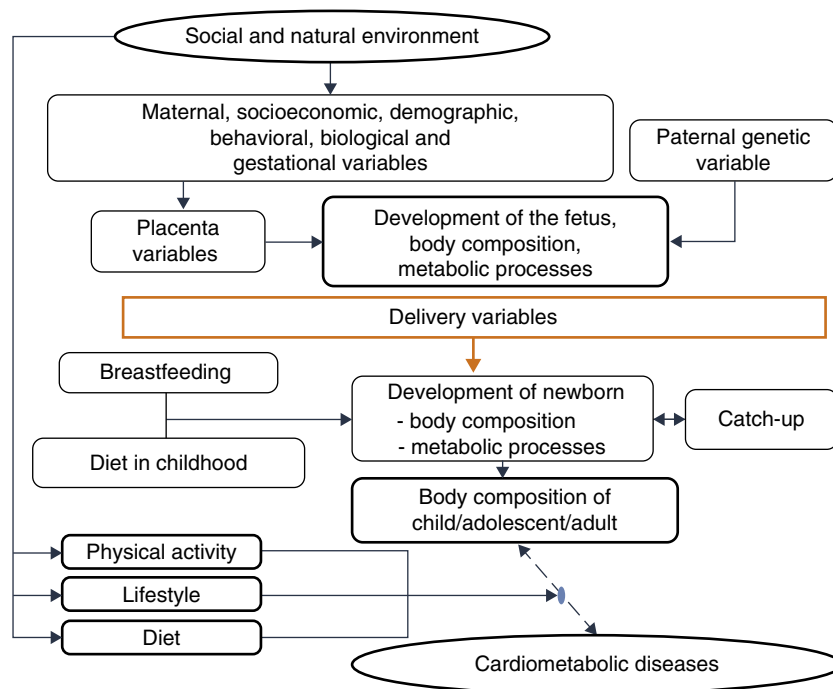 Social and natural environment
Maternal, socioeconomic, demographic,
behavioral, biological and
gestational variables
Paternal genetic
variable
Placenta
variables
Development of the fetus,
body composition,
metabolic processes
Delivery variables
Breastfeeding
Diet in childhood
Development of newborn
- body composition
- metabolic processes
Catch-up
Body composition of
child/adolescent/adult
Physical activity
Lifestyle
Diet
Cardiometabolic diseases